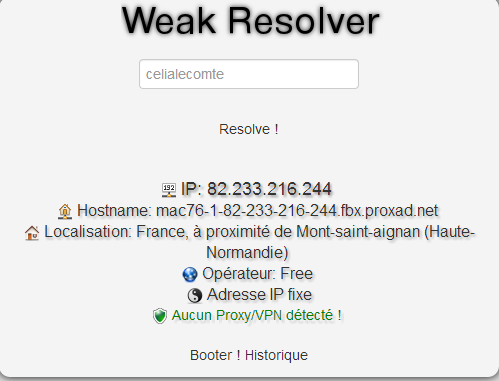 Weak Resolver
celialecomte
Resolve !
IP: 82.233.216.244
Hostname: mac76-1-82-233-216-244.fbx.proxad.net
Localisation: France, à proximité de Mont-saint-aignan (Haute-
Normandie)
Opérateur: Free
Adresse IP fixe
Aucun Proxy/VPN détecté !
Booter ! Historique